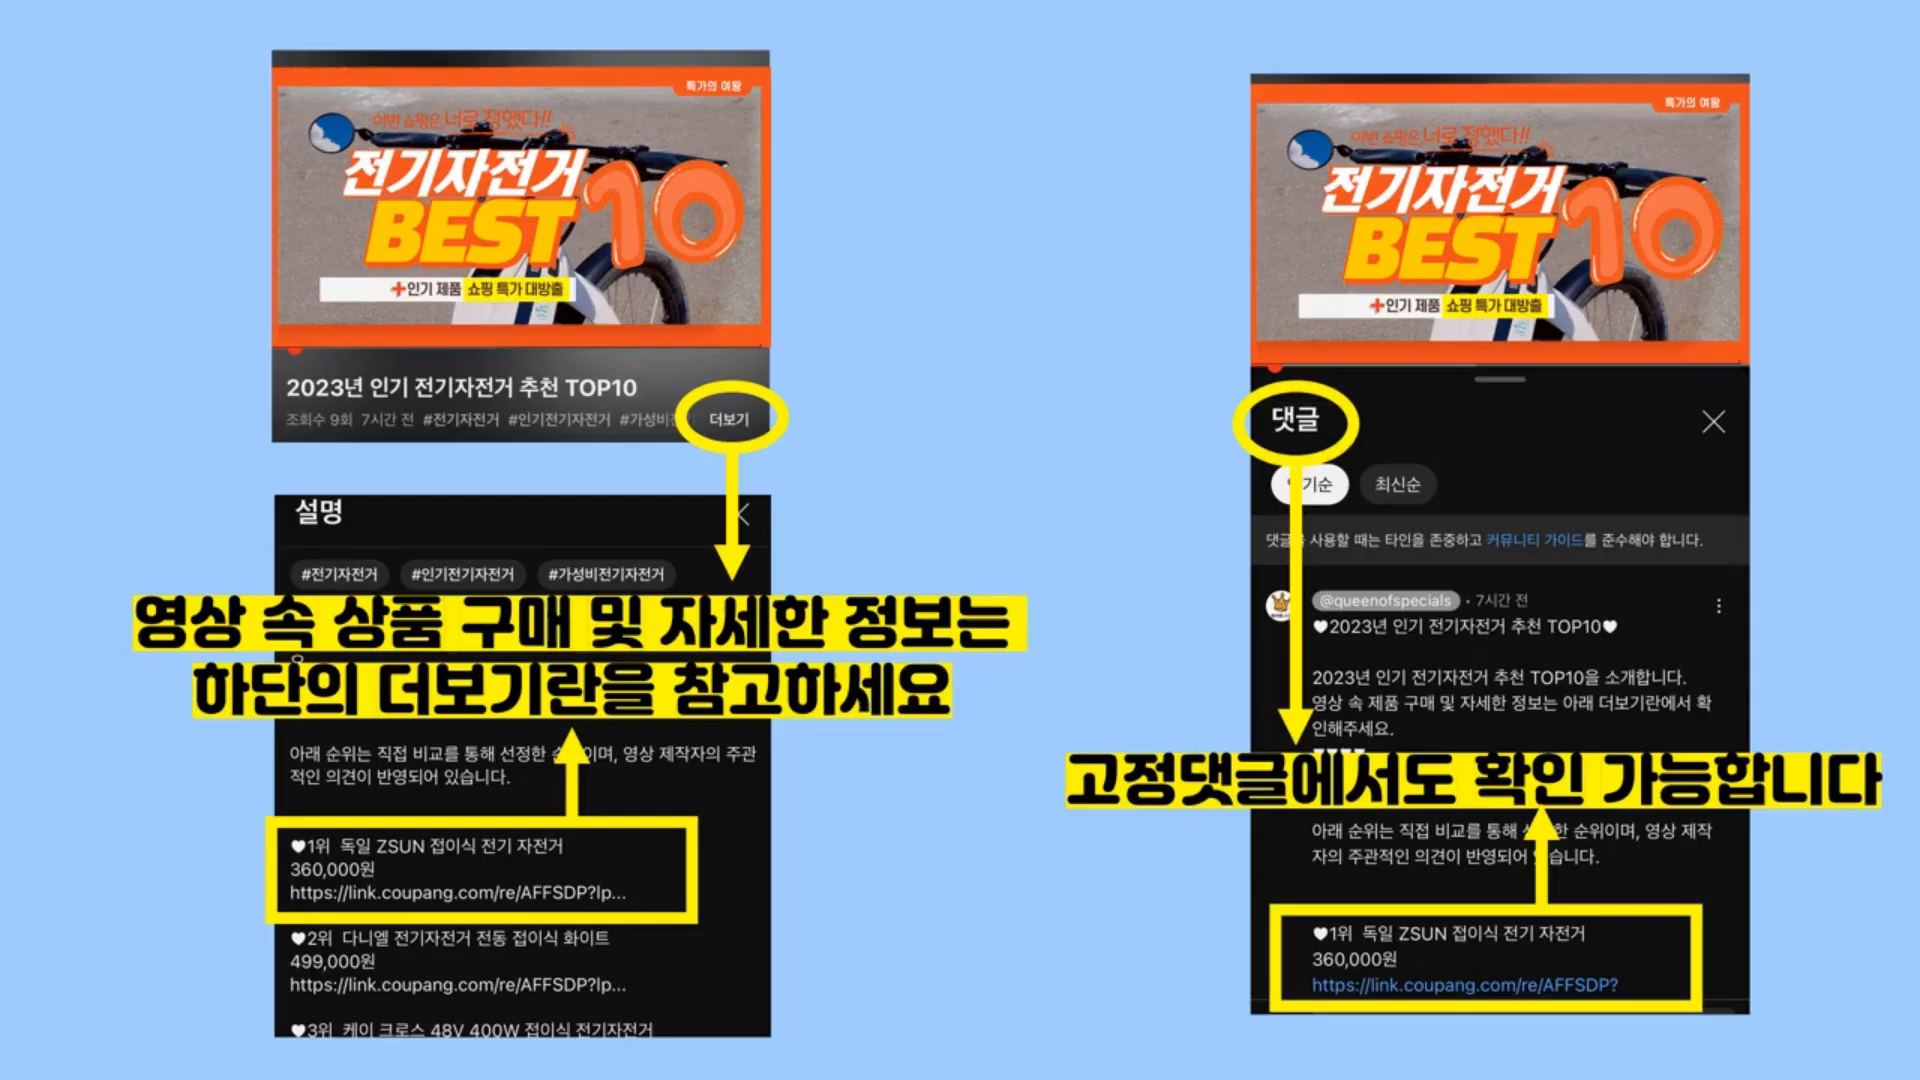 특가의 여왕
이번 쇼핑은 너로 정했다!!
전기자전거
BEST 10
+인기 제품 쇼핑 특가 대방출
2023년 인기 전기자전거 추천 TOP10
조회수 9회 7시간 전 #전기자전거 #인기전기자전거 #가성비전
더보기
설명
#전기자전거 #인기전기자전거 #가성비전기자전거
영상 속 상품 구매 및 자세한 정보는
하단의 더보기란을 참고하세요
아래 순위는 직접 비교를 통해 선정한 순위이며, 영상 제작자의 주관
적인 의견이 반영되어 있습니다.
♥1위 독일 ZSUN 접이식 전기 자전거
360,000원
https://link.coupang.com/re/AFFSDP?lp...
♥2위 다니엘 전기자전거 전동 접이식 화이트
499,000원
https://link.coupang.com/re/AFFSDP?lp...
♥3위 케이 크로스 48V 400W 접이식 전기자전거
특가의 여왕
이번 쇼핑은 너로 정했다!!
전기자전거
BEST 10
+인기 제품 쇼핑 특가 대방출
댓글
인기순 최신순
댓글을 사용할 때는 타인을 존중하고 커뮤니티 가이드를 준수해야 합니다.
@queenofspecials · 7시간 전
♥2023년 인기 전기자전거 추천 TOP10♥
2023년 인기 전기자전거 추천 TOP10을 소개합니다.
영상 속 제품 구매 및 자세한 정보는 아래 더보기란에서 확
인해주세요.
고정댓글에서도 확인 가능합니다
아래 순위는 직접 비교를 통해 선정한 순위이며, 영상 제작
자의 주관적인 의견이 반영되어 있습니다.
♥1위 독일 ZSUN 접이식 전기 자전거
360,000원
https://link.coupang.com/re/AFFSDP?